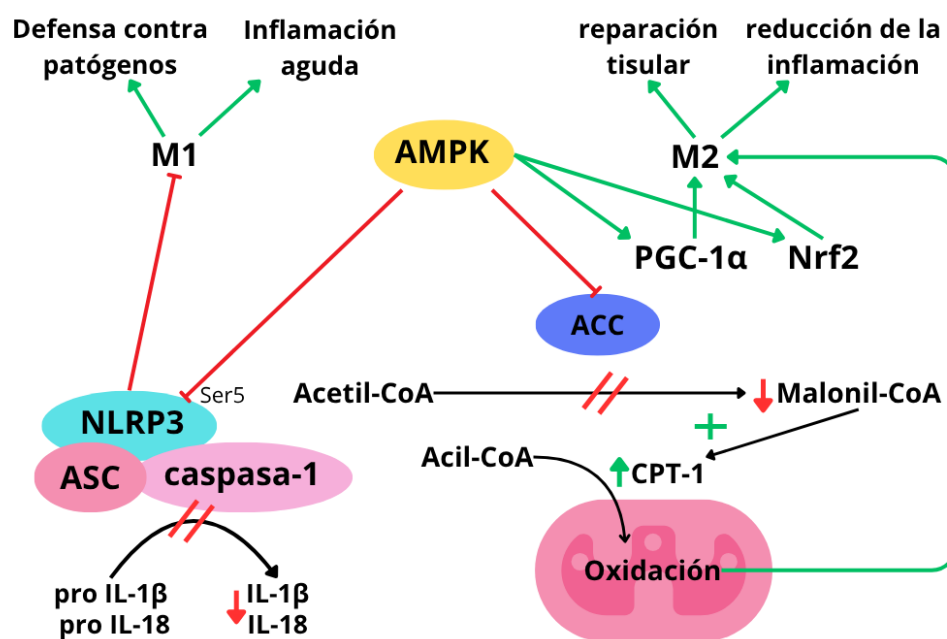 Defensa contra
patógenos
Inflamación
aguda
reparación
tisular
reducción de la
inflamación
M1
AMPK
M2
PGC-1α
Nrf2
ACC
Ser5
NLRP3
ASC
caspasa-1
Acetil-CoA
Malonil-CoA
+
Acil-CoA
CPT-1
Oxidación
pro IL-1β
pro IL-18
IL-1β
IL-18